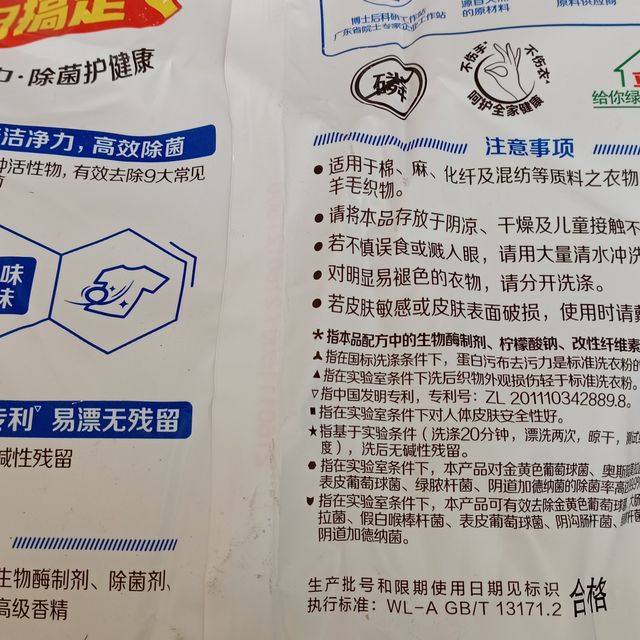 搞定
·除菌护健康
洁净力，高效除菌
活性物，有效去除9大常见
味
味
专利▽ 易漂无残留
碱性残留
生物酶制剂、除菌剂、
高级香精
博士后科研工作站
广东省院士专家企业工作站
的原材料
原料供应商
磷
不伤手*不伤衣▲
呵护全家健康
给你绿
注意事项
●适用于棉、麻、化纤及混纺等质料之衣物
羊毛织物。
●请将本品存放于阴凉、干燥及儿童接触不
●若不慎误食或溅入眼，请用大量清水冲洗
●对明显易褪色的衣物，请分开洗涤。
●若皮肤敏感或皮肤表面破损，使用时请戴
*指本品配方中的生物酶制剂、柠檬酸钠、改性纤维素
指在国标洗涤条件下，蛋白污布去污力是标准洗衣粉的
▲指在实验室条件下洗后织物外观损伤轻于标准洗衣粉。
▽指中国发明专利，专利号：ZL 201110342889.8。
■指在实验室条件下对人体皮肤安全性好。
★指基于实验条件（洗涤20分钟，漂洗两次，晾干，测试
度），洗后无碱性残留。
指在实验室条件下，本产品对金黄色葡萄球菌、奥斯
表皮葡萄球菌、绿脓杆菌、阴道加德纳菌的除菌率高达
指在实验室条件下，本产品可有效去除金黄色葡萄球菌、大肠
拉菌、假白喉棒杆菌、表皮葡萄球菌、阴沟肠杆菌、
阴道加德纳菌。
生产批号和限期使用日期见标识
执行标准：WL-A GB/T 13171.2 合格